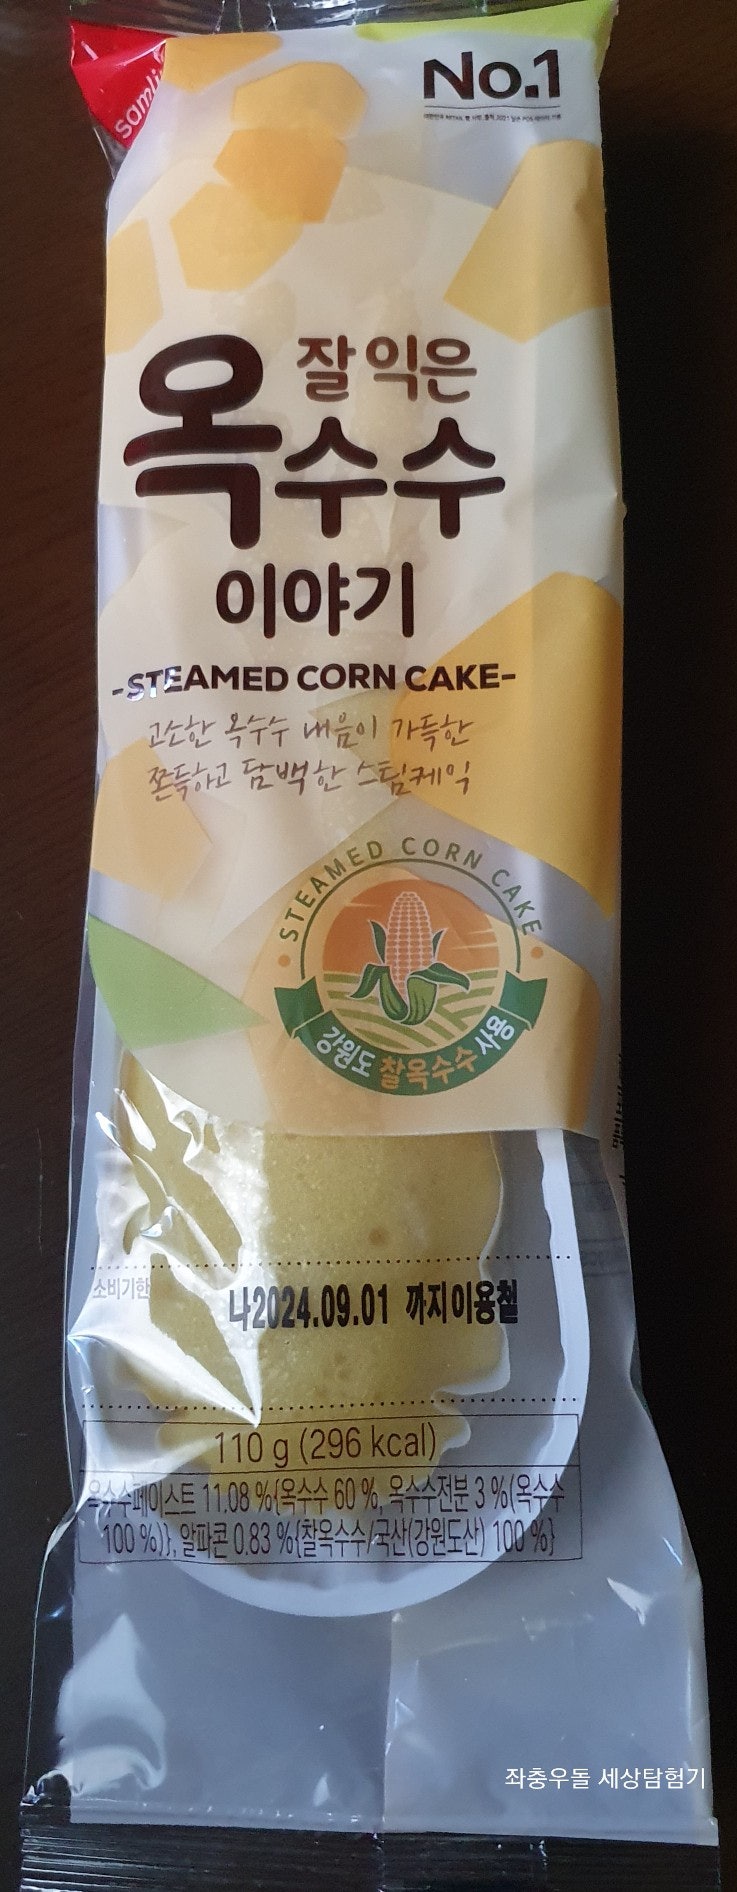 samli
No.1
잘 익은
옥수수
이야기
-STEAMED CORN CAKE-
고소한 옥수수 내음이 가득한
쫀득하고 담백한 스팀케익
STEAMED CORN CAKE
강원도 찰옥수수 사용
소비기한
나2024.09.01 까지이용철
110 g (296 kcal)
옥수수페이스트 11.08 %{옥수수 60 %, 옥수수전분 3 %(옥수수
100 %)}, 알파콘 0.83 %{찰옥수수/국산(강원도산) 100 %}
좌충우돌 세상탐험기